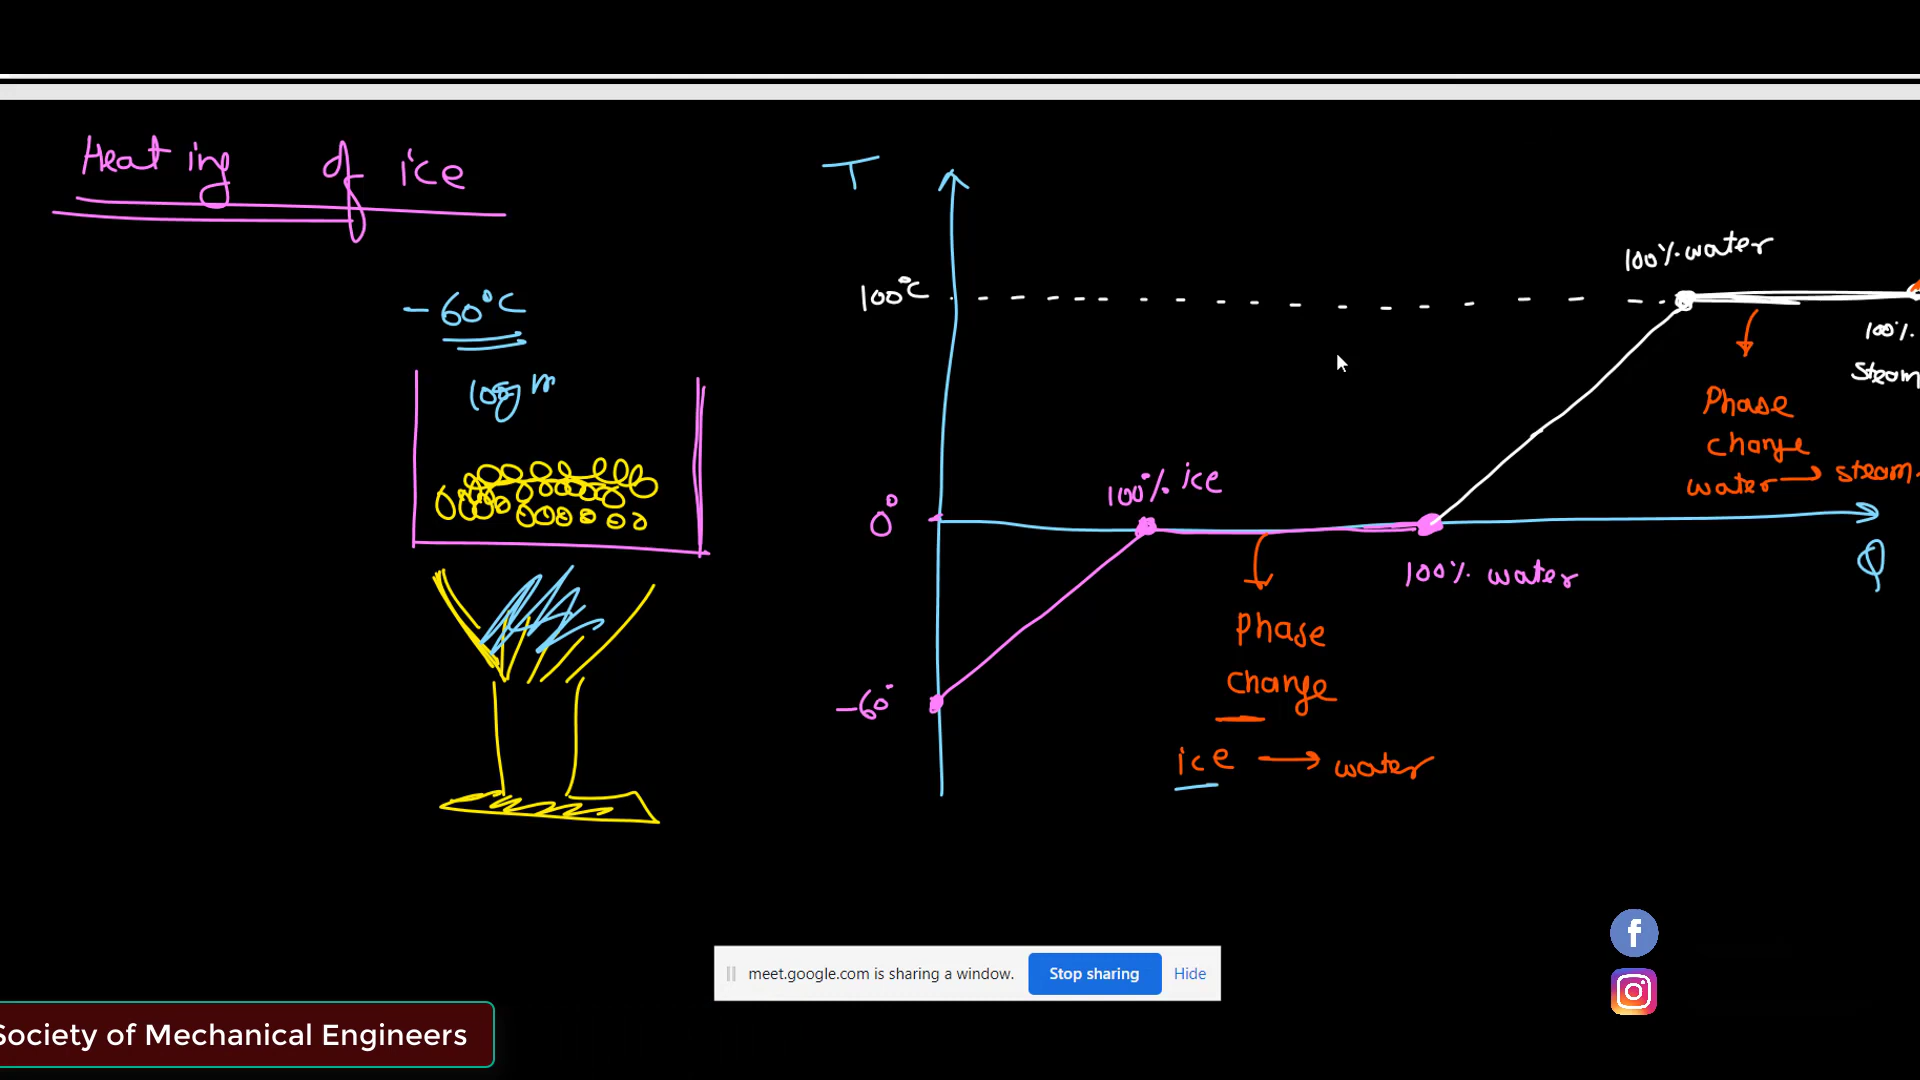 Heating of ice
-60°C
100gm
T
100°C
100% water
100%
steam
Phase
change
water → steam
100% ice
0°
100% water
Q
Phase
change
-60°
ice → water
meet.google.com is sharing a window.
Stop sharing
Hide
Society of Mechanical Engineers